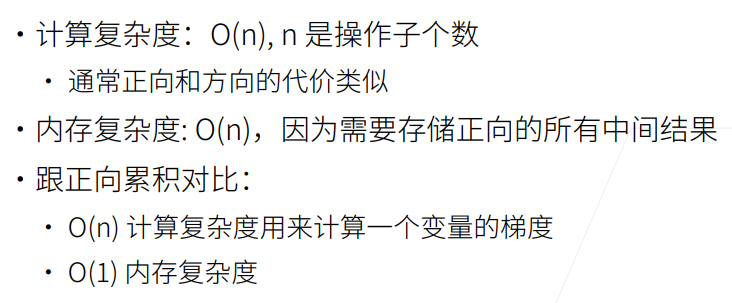 • 计算复杂度：O(n), n 是操作子个数
• 通常正向和方向的代价类似
• 内存复杂度: O(n)，因为需要存储正向的所有中间结果
• 跟正向累积对比：
• O(n) 计算复杂度用来计算一个变量的梯度
• O(1) 内存复杂度